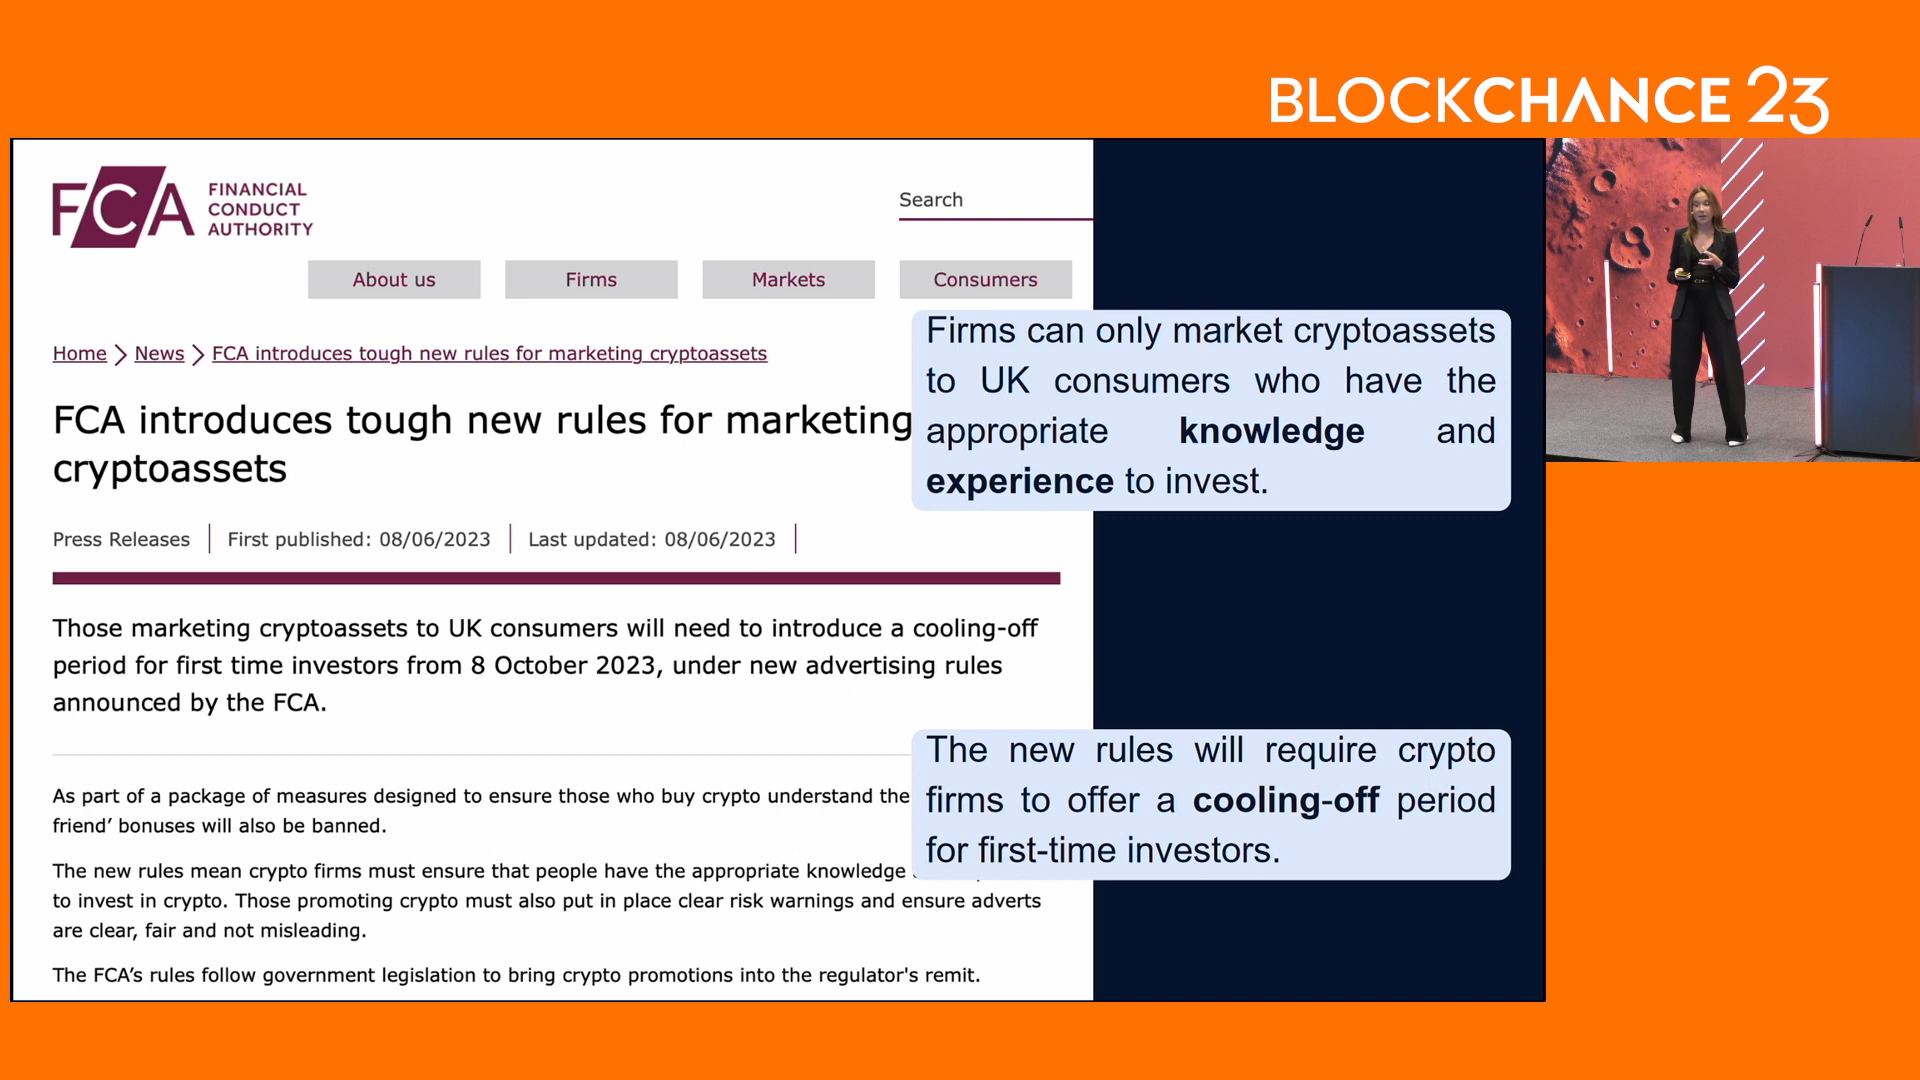 BLOCKCHANCE 23
FCA FINANCIAL
CONDUCT
AUTHORITY
Search
About us
Firms
Markets
Consumers
Home > News > FCA introduces tough new rules for marketing cryptoassets
FCA introduces tough new rules for marketing
cryptoassets
Press Releases | First published: 08/06/2023 | Last updated: 08/06/2023 |
Those marketing cryptoassets to UK consumers will need to introduce a cooling-off
period for first time investors from 8 October 2023, under new advertising rules
announced by the FCA.
As part of a package of measures designed to ensure those who buy crypto understand the
friend’ bonuses will also be banned.
The new rules mean crypto firms must ensure that people have the appropriate knowledge
to invest in crypto. Those promoting crypto must also put in place clear risk warnings and ensure adverts
are clear, fair and not misleading.
The FCA’s rules follow government legislation to bring crypto promotions into the regulator's remit.
Firms can only market cryptoassets
to UK consumers who have the
appropriate knowledge and
experience to invest.
The new rules will require crypto
firms to offer a cooling-off period
for first-time investors.